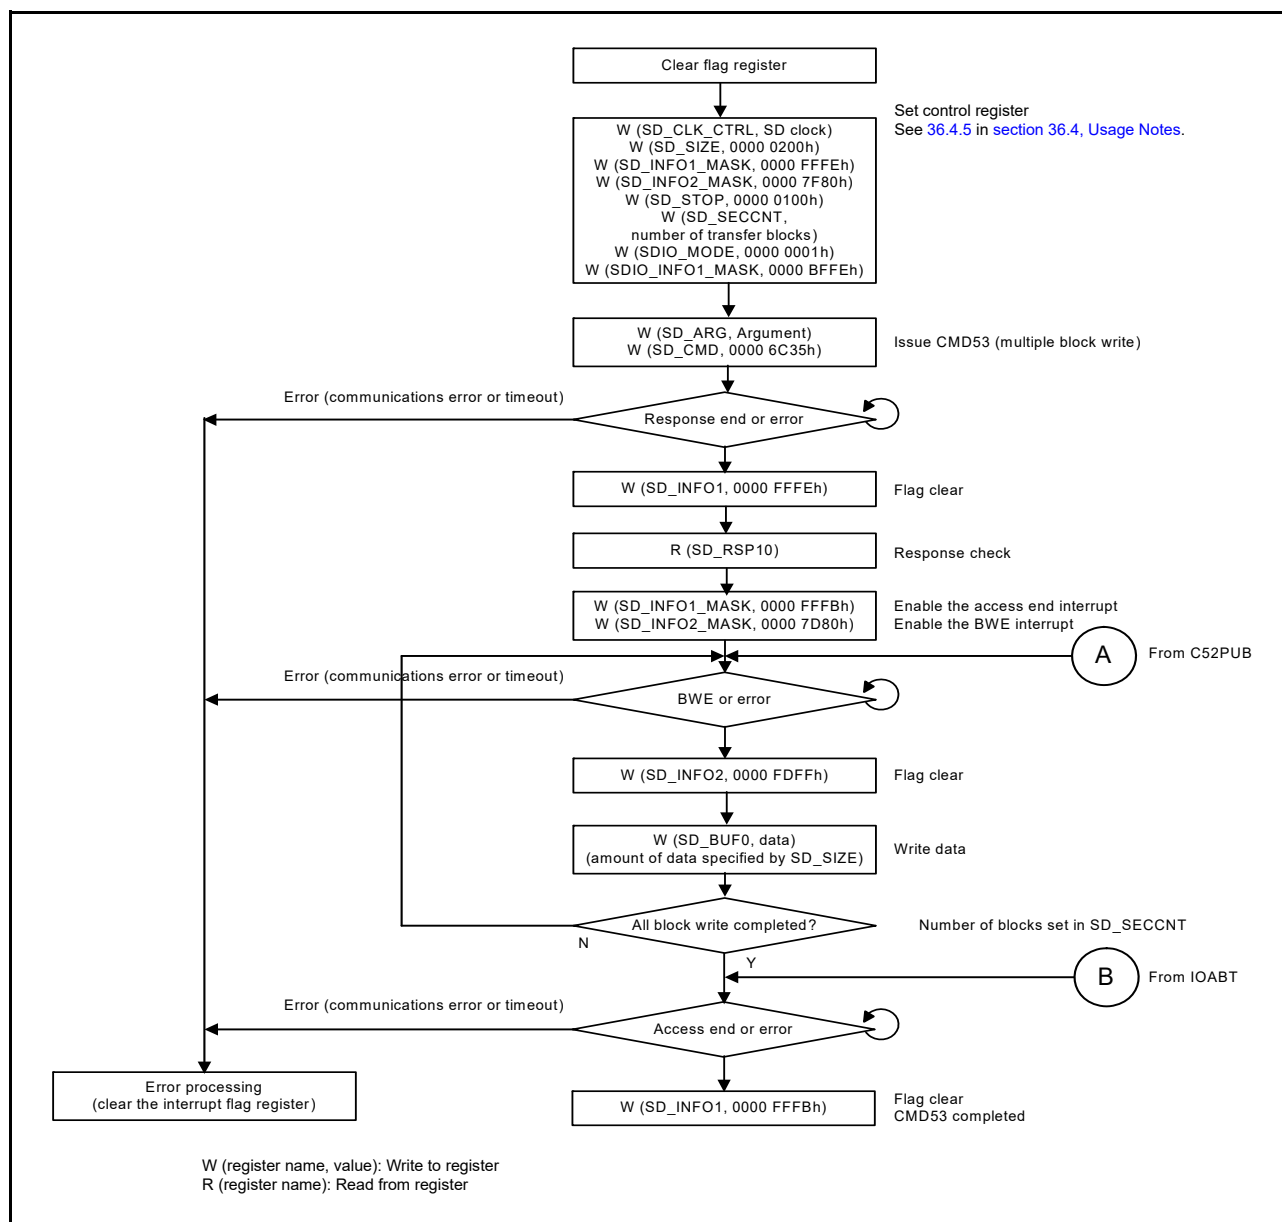 Clear flag register
Set control register
See 36.4.5 in section 36.4, Usage Notes.
W (SD_CLK_CTRL, SD clock)
W (SD_SIZE, 0000 0200h)
W (SD_INFO1_MASK, 0000 FFFEh)
W (SD_INFO2_MASK, 0000 7F80h)
W (SD_STOP, 0000 0100h)
W (SD_SECCNT,
number of transfer blocks)
W (SDIO_MODE, 0000 0001h)
W (SDIO_INFO1_MASK, 0000 BFFEh)
W (SD_ARG, Argument)
W (SD_CMD, 0000 6C35h)
Issue CMD53 (multiple block write)
Error (communications error or timeout)
Response end or error
W (SD_INFO1, 0000 FFFEh)
Flag clear
R (SD_RSP10)
Response check
W (SD_INFO1_MASK, 0000 FFFBh)
W (SD_INFO2_MASK, 0000 7D80h)
Enable the access end interrupt
Enable the BWE interrupt
A
From C52PUB
Error (communications error or timeout)
BWE or error
W (SD_INFO2, 0000 FDFFh)
Flag clear
W (SD_BUF0, data)
(amount of data specified by SD_SIZE)
Write data
All block write completed?
Number of blocks set in SD_SECCNT
N
Y
B
From IOABT
Error (communications error or timeout)
Access end or error
Error processing
(clear the interrupt flag register)
W (SD_INFO1, 0000 FFFBh)
Flag clear
CMD53 completed
W (register name, value): Write to register
R (register name): Read from register